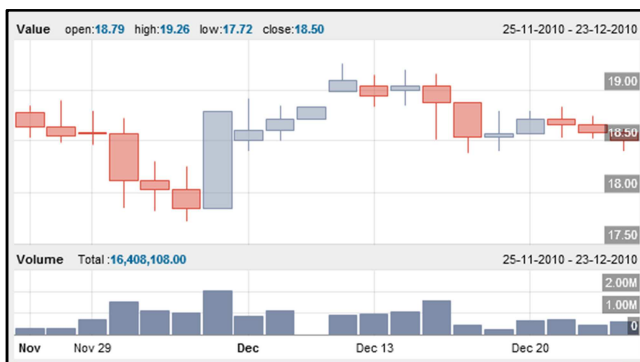 Value open:18.79 high:19.26 low:17.72 close:18.50 25-11-2010 - 23-12-2010
19.00
18.50
18.00
17.50
Volume Total :16,408,108.00 25-11-2010 - 23-12-2010
2.00M
1.00M
0
Nov Nov 29 Dec Dec 13 Dec 20